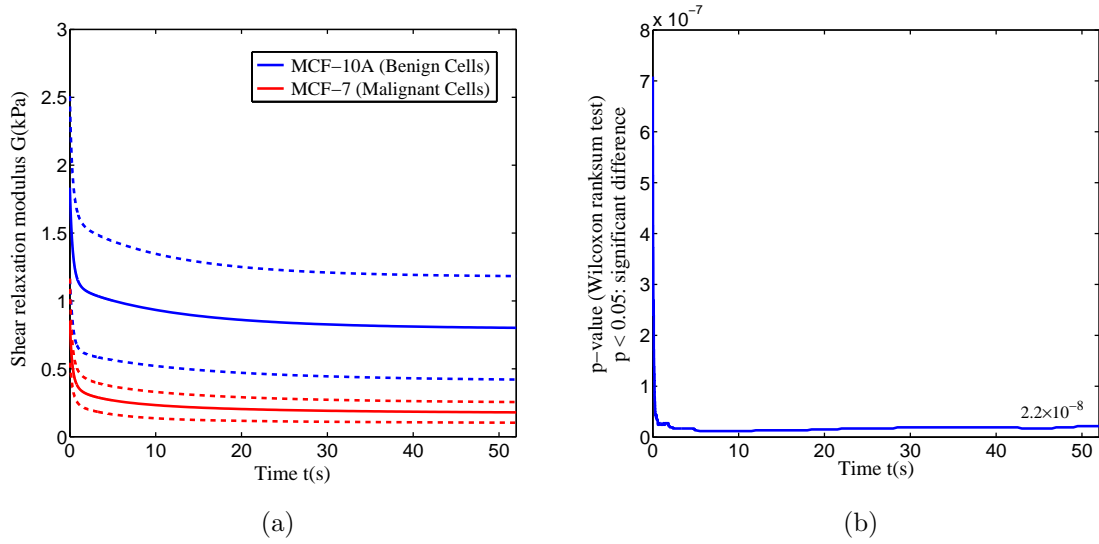 3
2.5
2
1.5
1
0.5
0
0 10 20 30 40 50
Shear relaxation modulus G(kPa)
Time t(s)
MCF−10A (Benign Cells)
MCF−7 (Malignant Cells)
(a)
x 10⁻⁷
8
7
6
5
4
3
2
1
0
0 10 20 30 40 50
p−value (Wilcoxon ranksum test)
p < 0.05: significant difference
2.2×10⁻⁸
Time t(s)
(b)